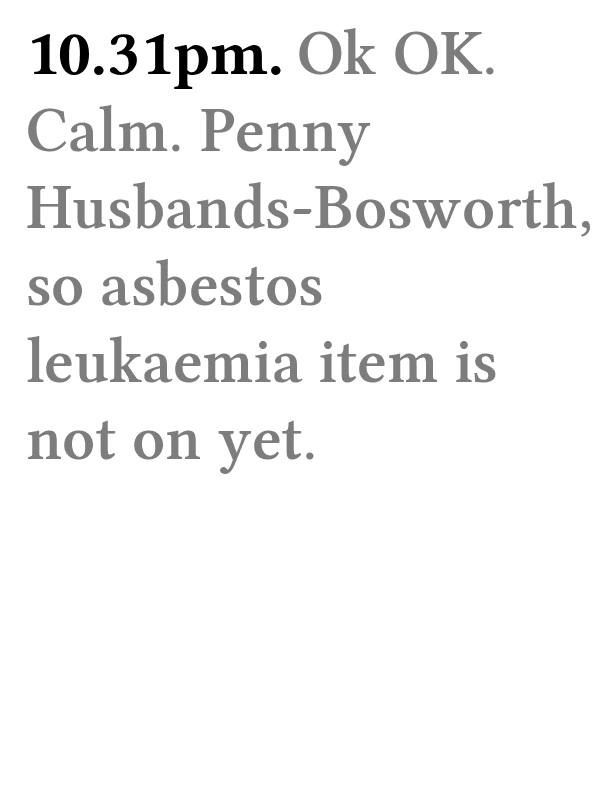 10.31pm. Ok OK.
Calm. Penny
Husbands-Bosworth,
so asbestos
leukaemia item is
not on yet.